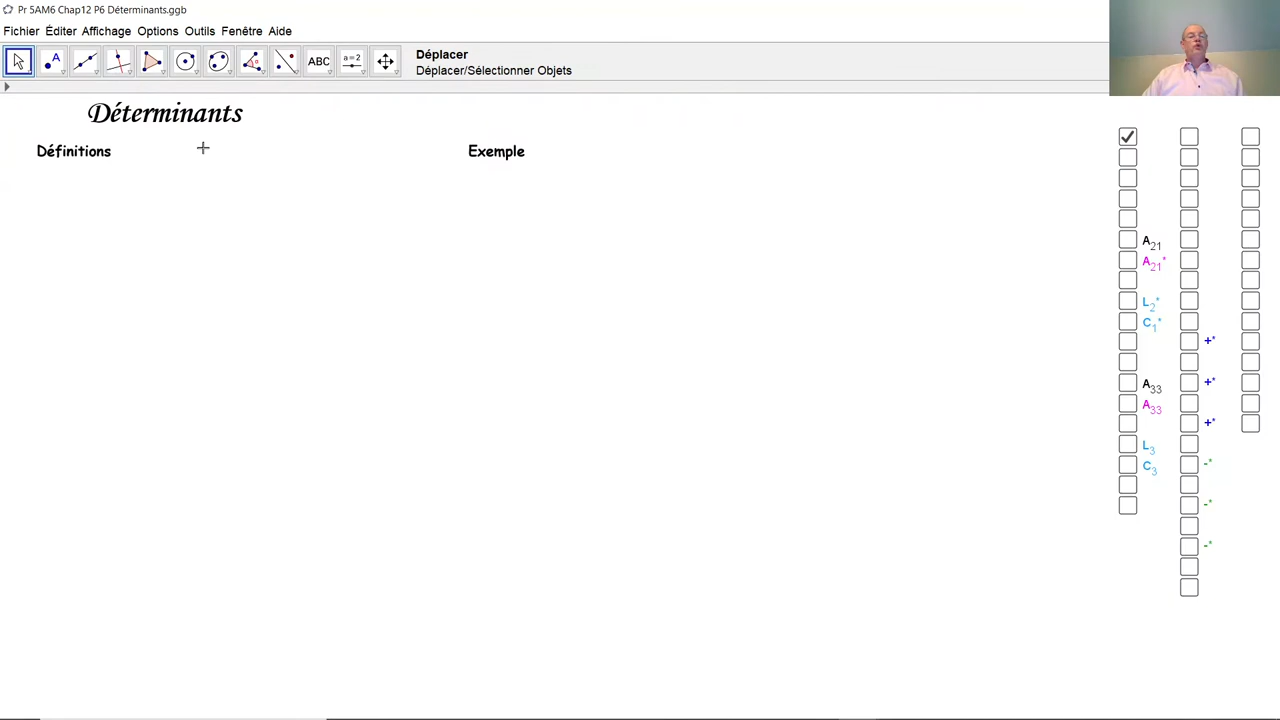 Pr 5AM6 Chap12 P6 Déterminants.ggb
Fichier Éditer Affichage Options Outils Fenêtre Aide
A
ABC
a=2
Déplacer
Déplacer/Sélectionner Objets
Déterminants
Définitions
Exemple
A21
A21*
L2*
C1*
+*
A33
+*
A33
+*
L3
C3
-*
-*
-*